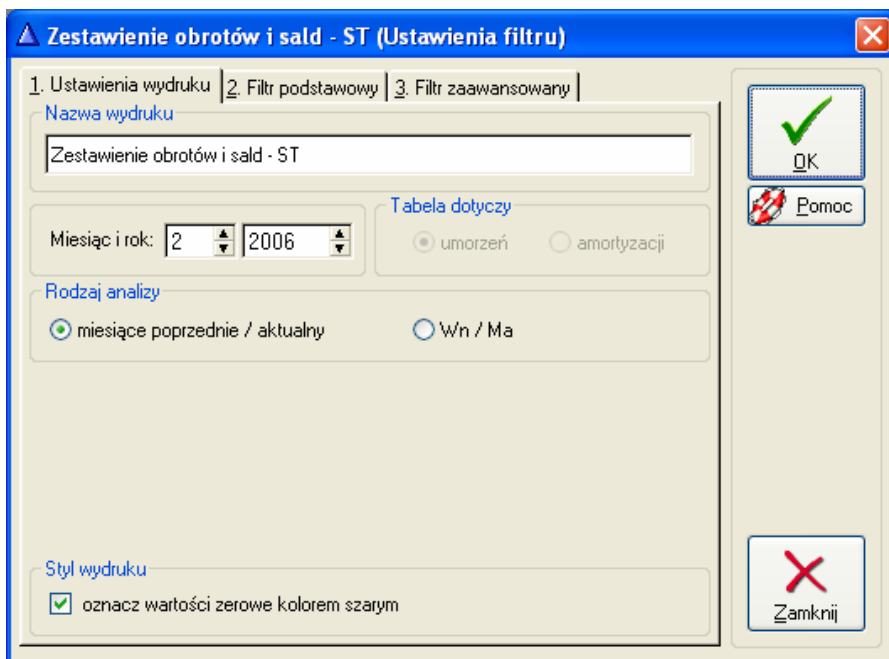 Zestawienie obrotów i sald - ST (Ustawienia filtru)
1. Ustawienia wydruku 2. Filtr podstawowy 3. Filtr zaawansowany
Nazwa wydruku
Zestawienie obrotów i sald - ST
OK
Pomoc
Miesiąc i rok: 2 2006
Tabela dotyczy
umorzeń amortyzacji
Rodzaj analizy
miesiące poprzednie / aktualny Wn / Ma
Styl wydruku
oznacz wartości zerowe kolorem szarym
Zamknij